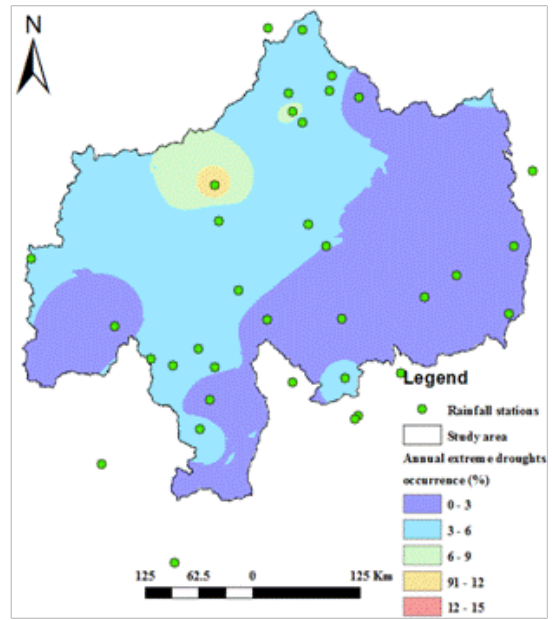 N
Legend
Rainfall stations
Study area
Annual extreme droughts
occurrence (%)
0 - 3
3 - 6
6 - 9
91 - 12
12 - 15
125 62.5 0 125 Km